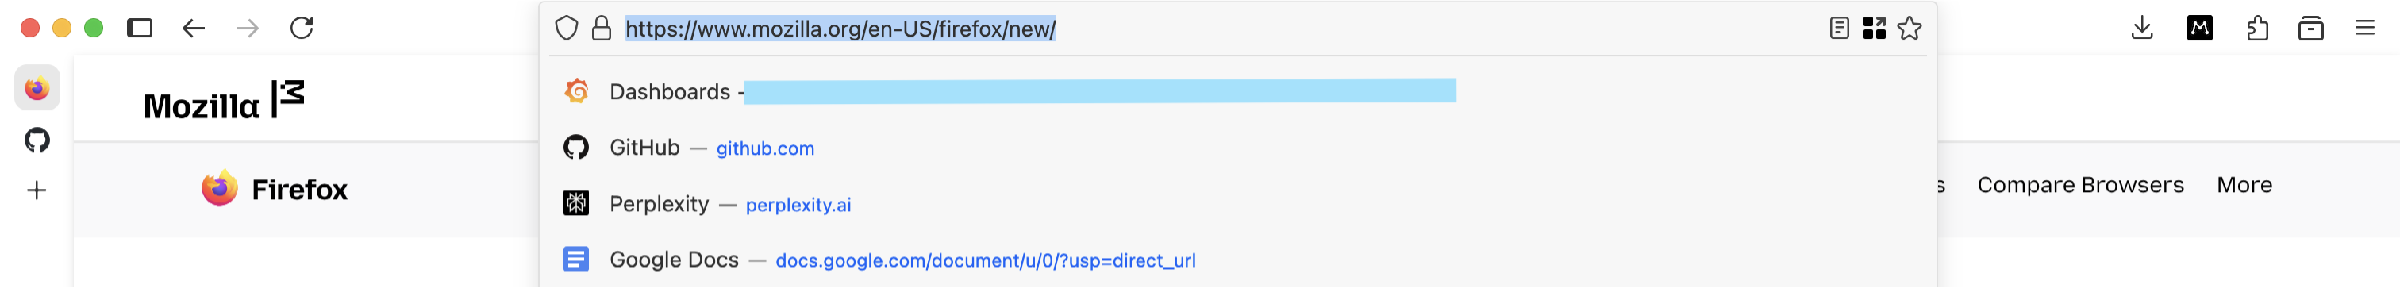 https://www.mozilla.org/en-US/firefox/new/
Mozilla
Dashboards -
GitHub — github.com
Firefox
Compare Browsers More
Perplexity — perplexity.ai
Google Docs — docs.google.com/document/u/0/?usp=direct_url